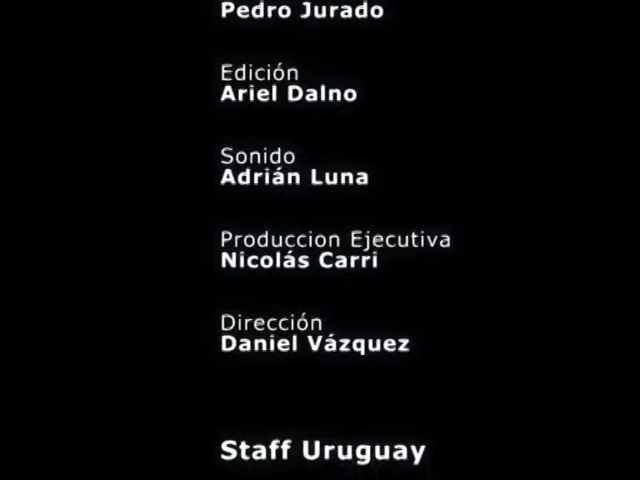 Pedro Jurado
Edición
Ariel Dalno
Sonido
Adrián Luna
Produccion Ejecutiva
Nicolás Carri
Dirección
Daniel Vázquez
Staff Uruguay